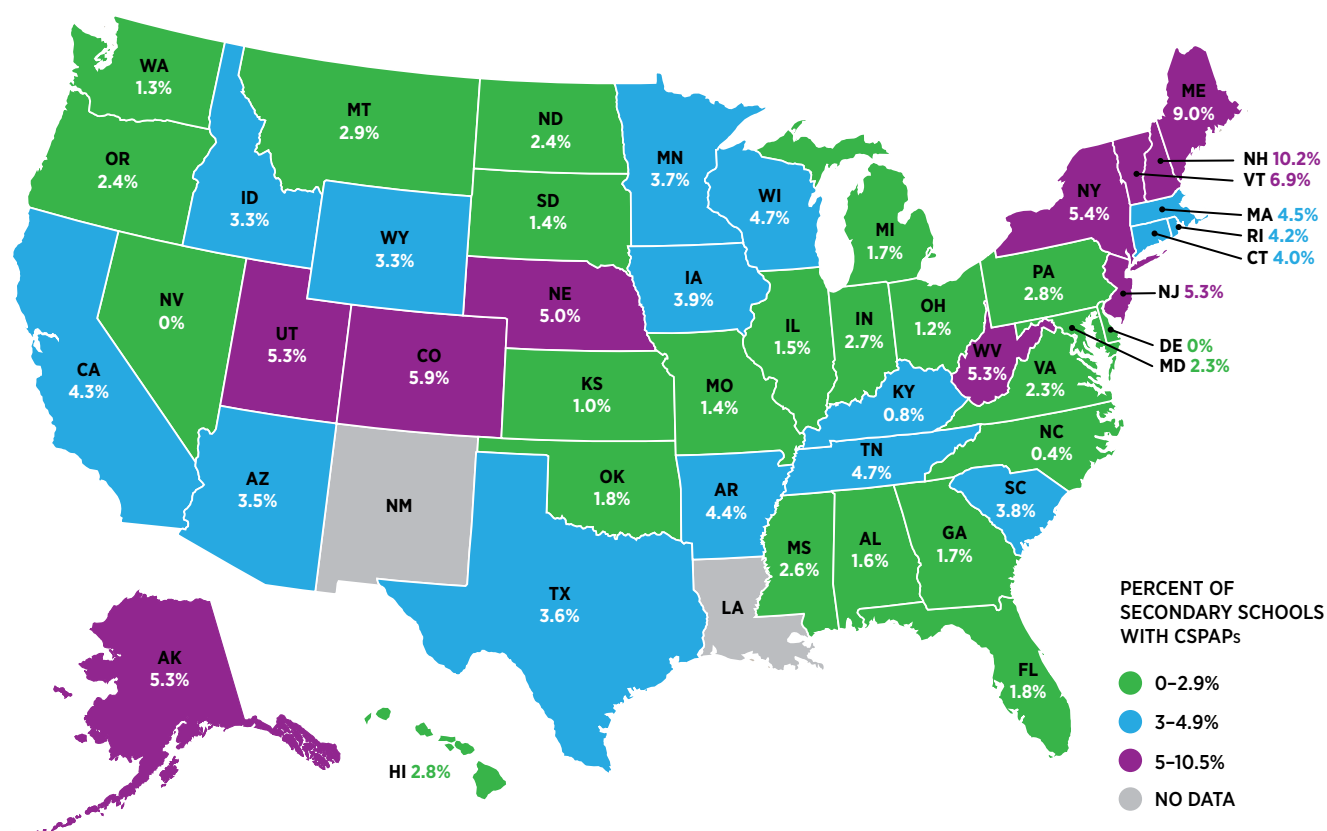 WA
1.3%
OR
2.4%
ID
3.3%
MT
2.9%
ND
2.4%
SD
1.4%
MN
3.7%
WI
4.7%
MI
1.7%
ME
9.0%
NH 10.2%
VT 6.9%
NY
5.4%
MA 4.5%
RI 4.2%
CT 4.0%
WY
3.3%
NE
5.0%
IA
3.9%
NV
0%
UT
5.3%
CO
5.9%
CA
4.3%
KS
1.0%
MO
1.4%
IL
1.5%
IN
2.7%
OH
1.2%
PA
2.8%
NJ 5.3%
DE 0%
MD 2.3%
WV
5.3%
VA
2.3%
KY
0.8%
NC
0.4%
TN
4.7%
SC
3.8%
AZ
3.5%
NM
OK
1.8%
AR
4.4%
MS
2.6%
AL
1.6%
GA
1.7%
TX
3.6%
LA
FL
1.8%
AK
5.3%
HI 2.8%
PERCENT OF
SECONDARY SCHOOLS
WITH CSPAPs
0–2.9%
3–4.9%
5–10.5%
NO DATA